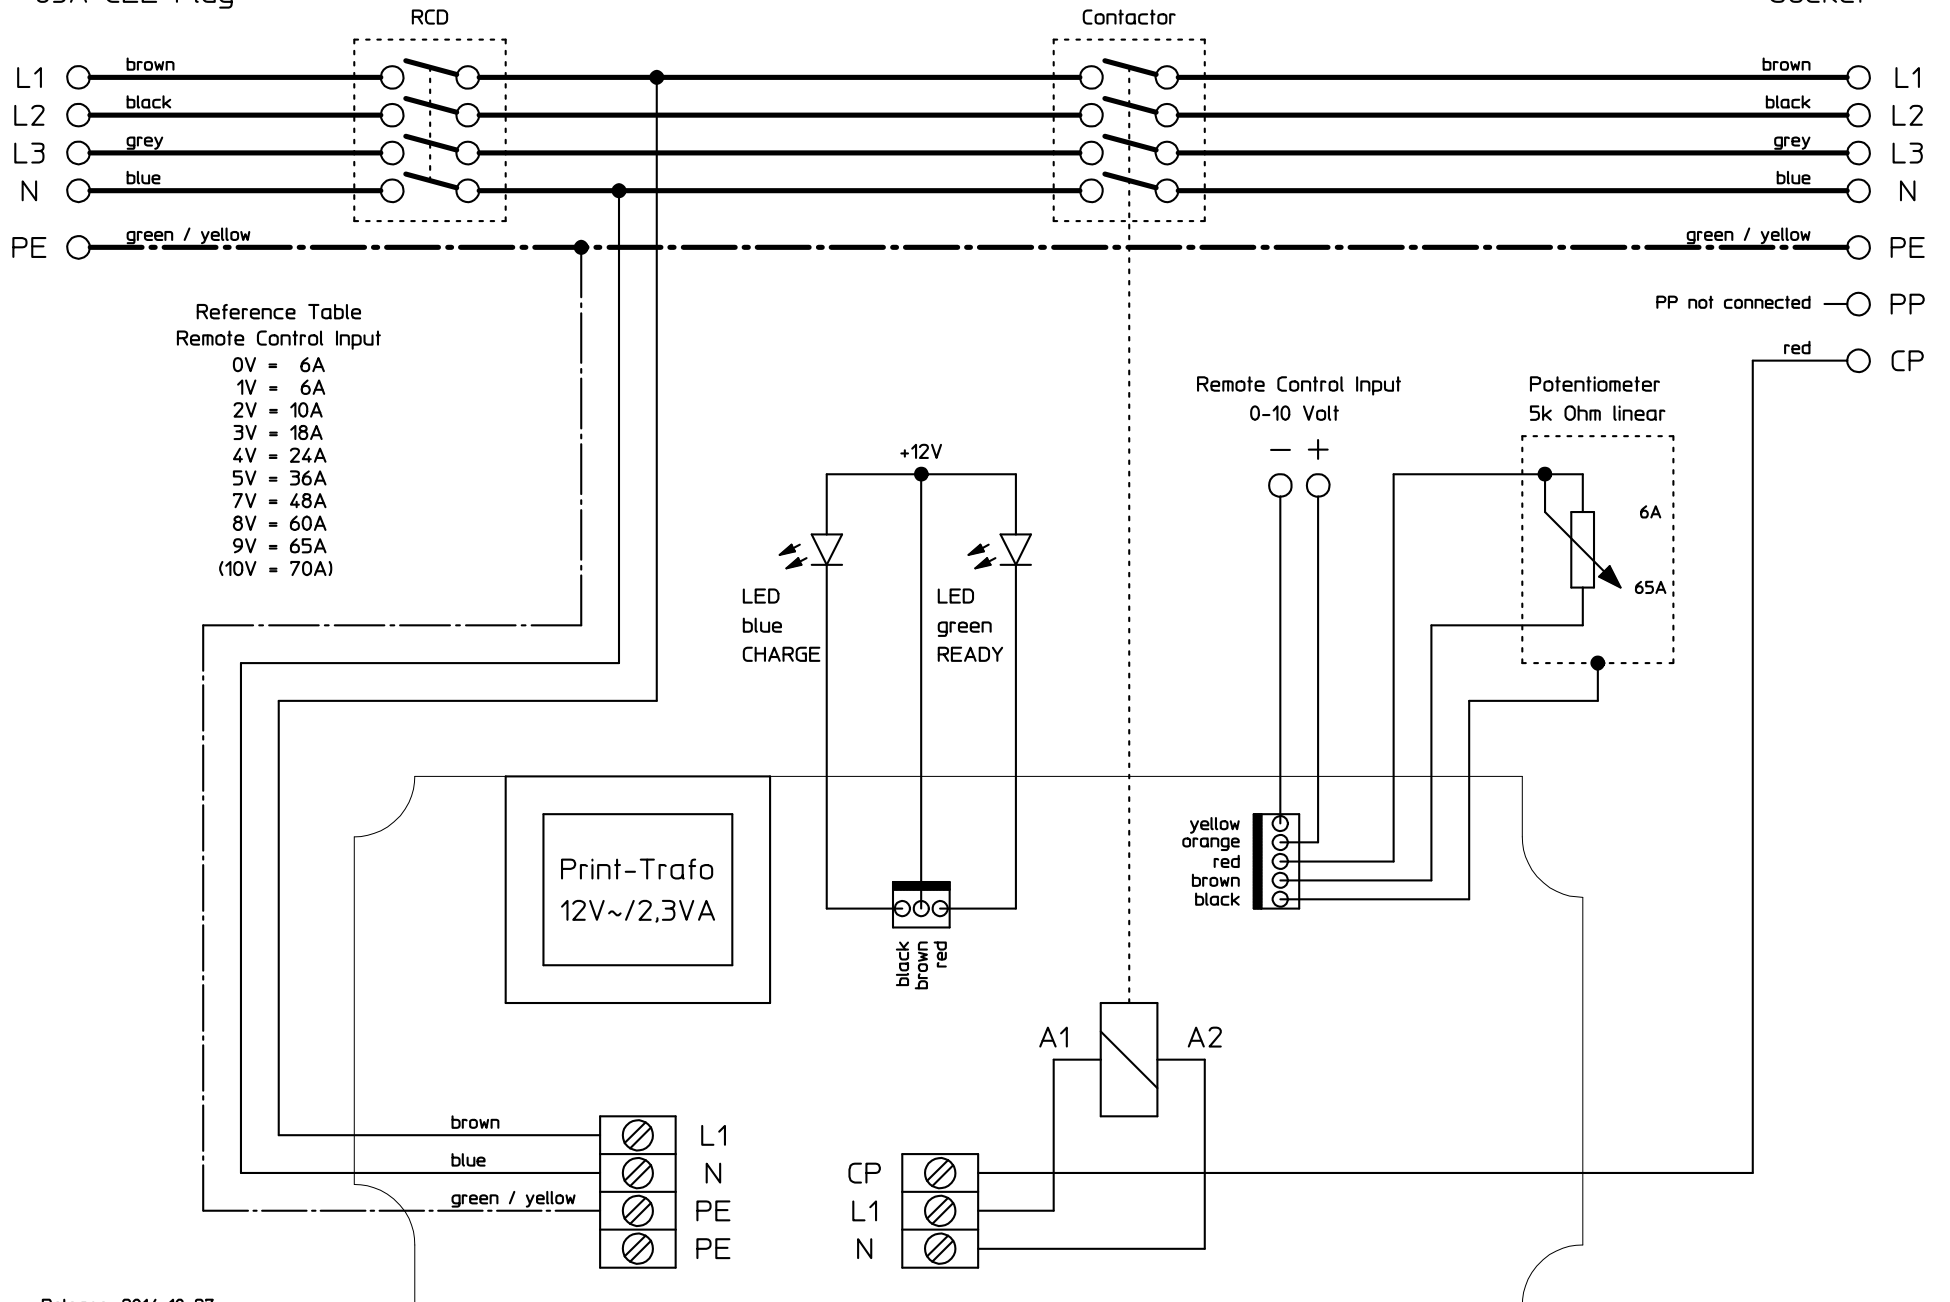 CEE Plug
RCD
Contactor
L1
brown
brown
L1
L2
black
black
L2
L3
grey
grey
L3
N
blue
blue
N
PE
green / yellow
green / yellow
PE
PP not connected
PP
red
CP
Reference Table
Remote Control Input
0V = 6A
1V = 6A
2V = 10A
3V = 18A
4V = 24A
5V = 36A
7V = 48A
8V = 60A
9V = 65A
(10V = 70A)
Remote Control Input
0-10 Volt
- +
Potentiometer
5k Ohm linear
6A
65A
+12V
LED
blue
CHARGE
LED
green
READY
Print-Trafo
12V~/2,3VA
black
brown
red
yellow
orange
red
brown
black
A1
A2
brown
L1
blue
N
green / yellow
PE
PE
CP
L1
N